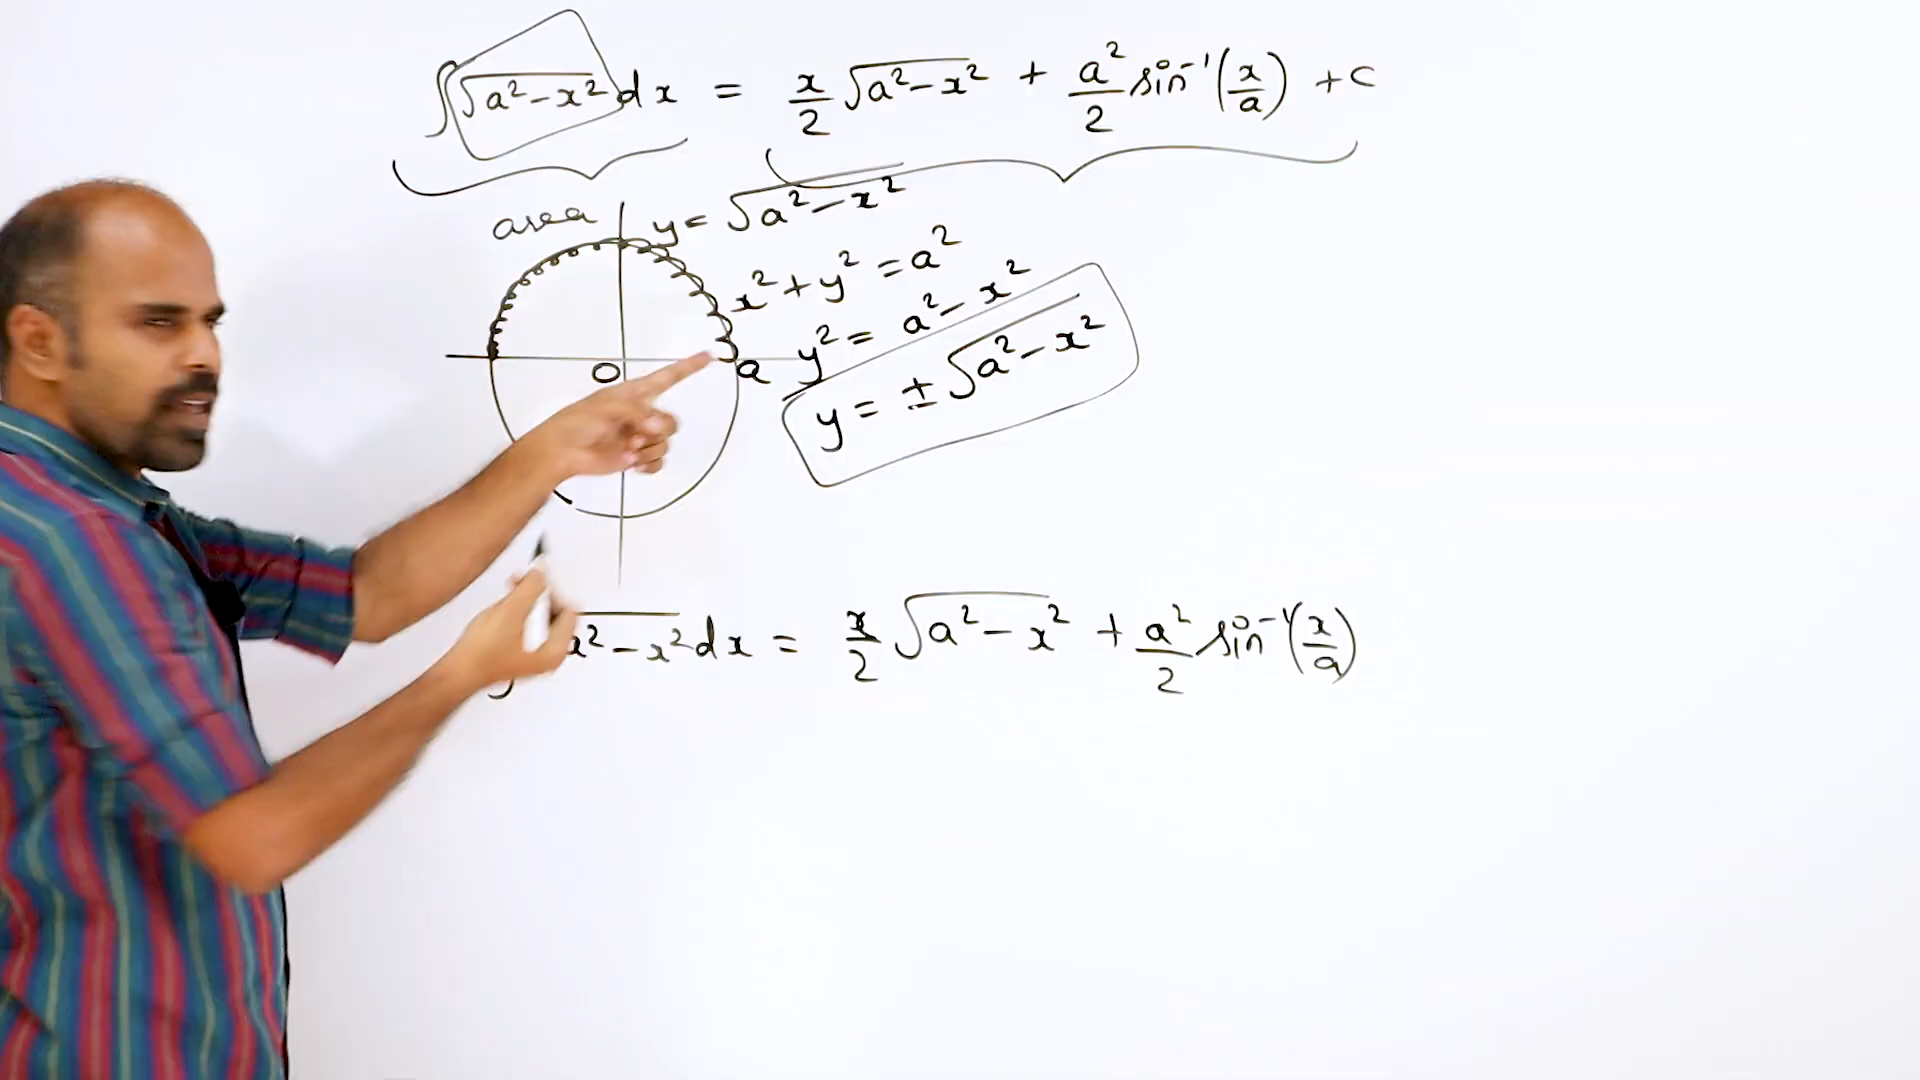 ∫√(a²−x²) dx = x/2 √(a²−x²) + a²/2 sin⁻¹(x/a) + C
area
y = √(a²−x²)
x² + y² = a²
y² = a² − x²
y = ± √(a²−x²)
O
a
a²−x² dx = x/2 √(a²−x²) + a²/2 sin⁻¹(x/a)